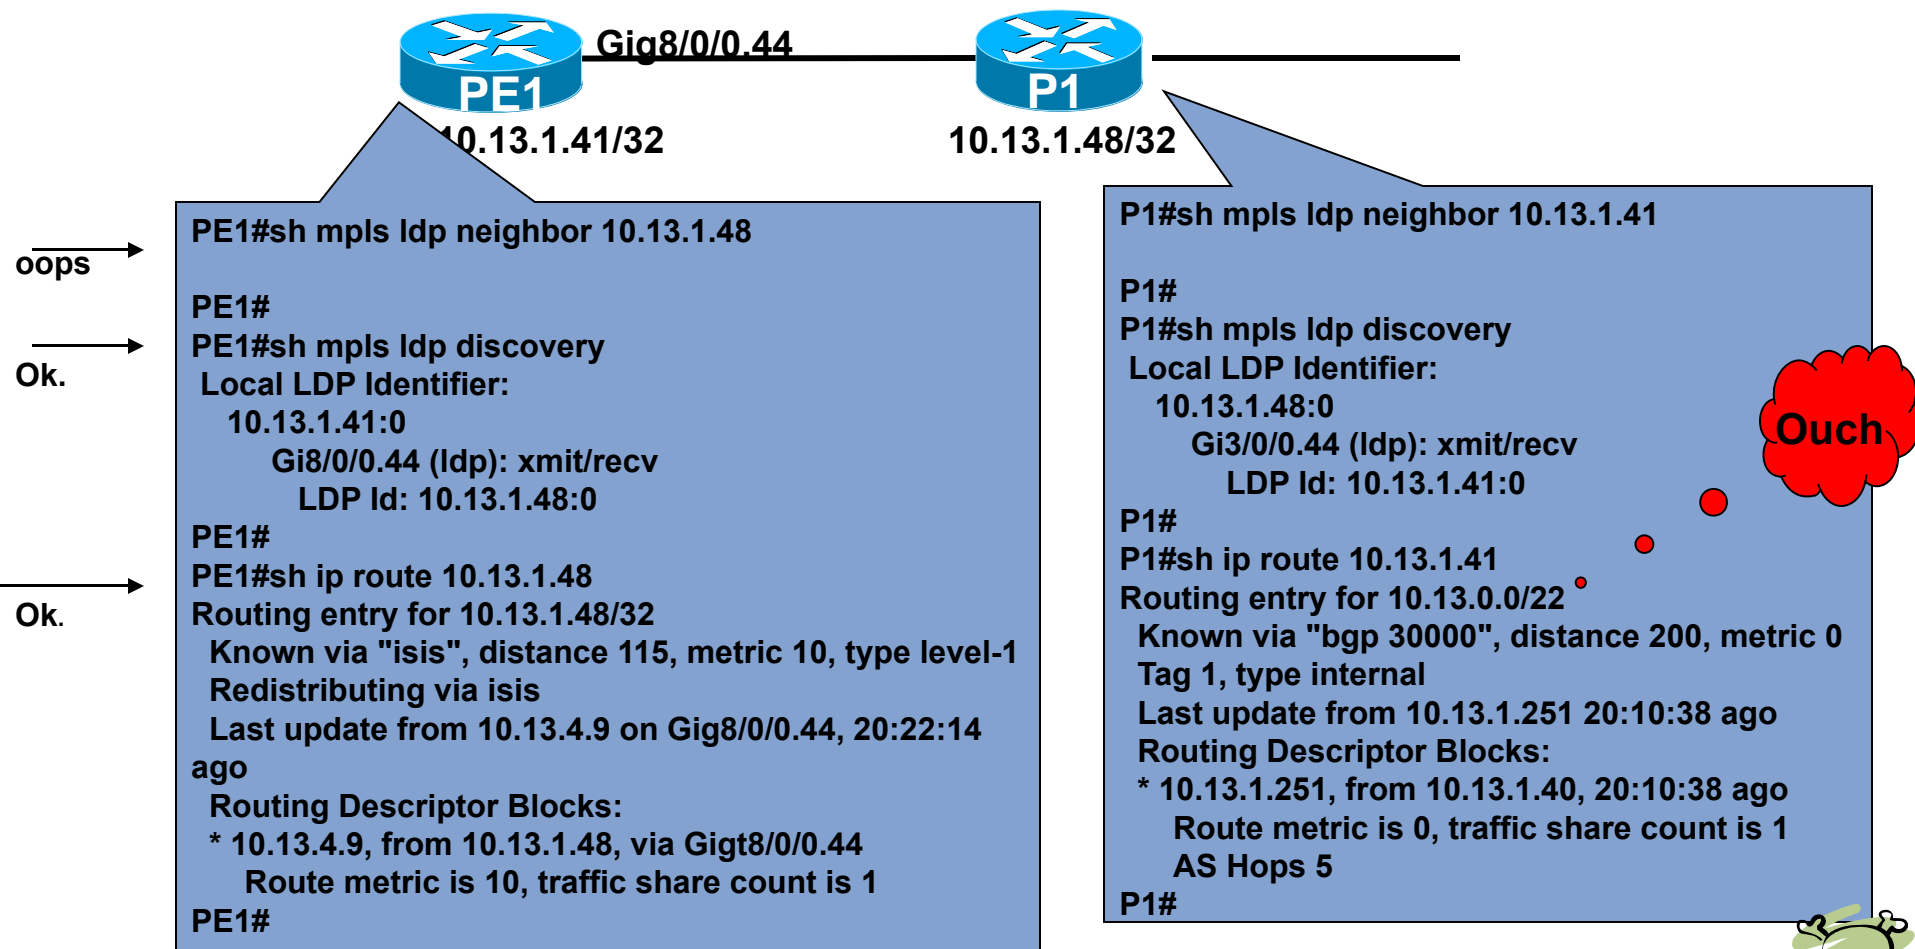 Gig8/0/0.44
PE1
P1
10.13.1.41/32
10.13.1.48/32
oops
Ok.
Ok.
PE1#sh mpls ldp neighbor 10.13.1.48
PE1#
PE1#sh mpls ldp discovery
Local LDP Identifier:
10.13.1.41:0
Gi8/0/0.44 (ldp): xmit/recv
LDP Id: 10.13.1.48:0
PE1#
PE1#sh ip route 10.13.1.48
Routing entry for 10.13.1.48/32
Known via "isis", distance 115, metric 10, type level-1
Redistributing via isis
Last update from 10.13.4.9 on Gig8/0/0.44, 20:22:14
ago
Routing Descriptor Blocks:
* 10.13.4.9, from 10.13.1.48, via Gigt8/0/0.44
Route metric is 10, traffic share count is 1
PE1#
P1#sh mpls ldp neighbor 10.13.1.41
P1#
P1#sh mpls ldp discovery
Local LDP Identifier:
10.13.1.48:0
Gi3/0/0.44 (ldp): xmit/recv
LDP Id: 10.13.1.41:0
P1#
P1#sh ip route 10.13.1.41
Routing entry for 10.13.0.0/22
Known via "bgp 30000", distance 200, metric 0
Tag 1, type internal
Last update from 10.13.1.251 20:10:38 ago
Routing Descriptor Blocks:
* 10.13.1.251, from 10.13.1.40, 20:10:38 ago
Route metric is 0, traffic share count is 1
AS Hops 5
P1#
Ouch